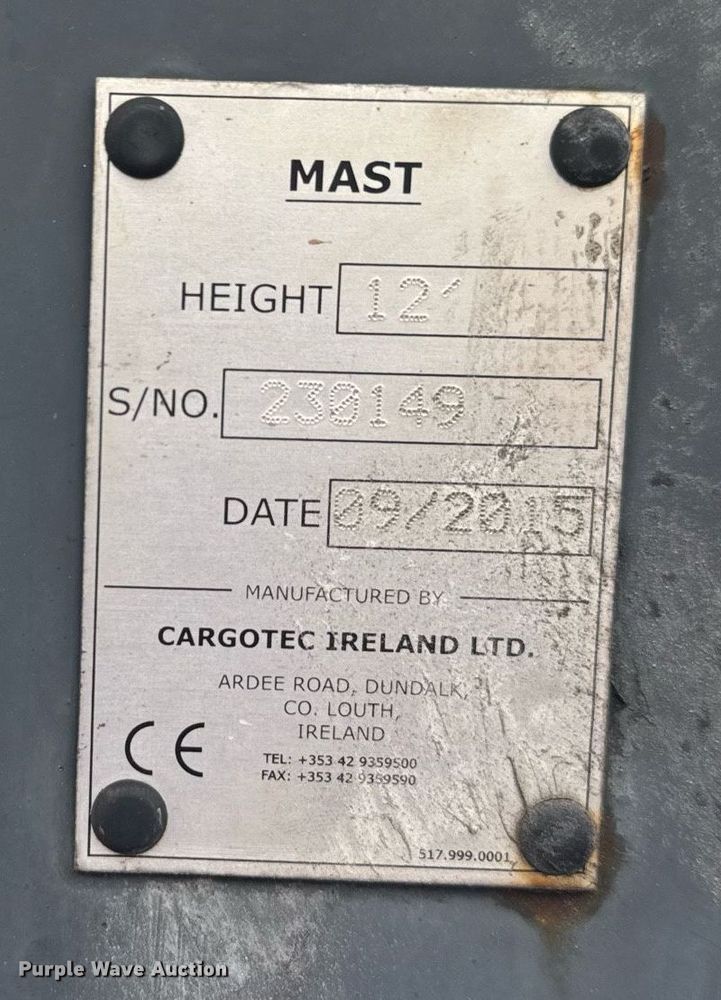 MAST
HEIGHT 12'
S/NO. 230149
DATE 09/2015
MANUFACTURED BY
CARGOTEC IRELAND LTD.
ARDEE ROAD, DUNDALK,
CO. LOUTH,
IRELAND
CE
TEL: +353 42 9359500
FAX: +353 42 9359590
517.999.0001
Purple Wave Auction